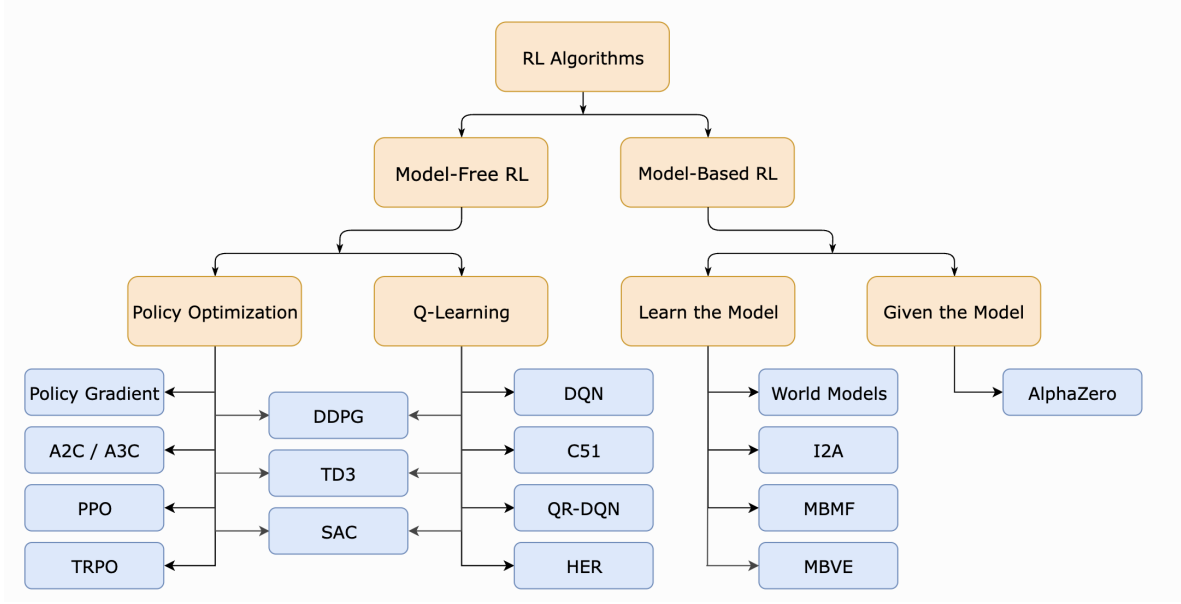 RL Algorithms
Model-Free RL
Model-Based RL
Policy Optimization
Q-Learning
Learn the Model
Given the Model
Policy Gradient
A2C / A3C
PPO
TRPO
DDPG
TD3
SAC
DQN
C51
QR-DQN
HER
World Models
I2A
MBMF
MBVE
AlphaZero